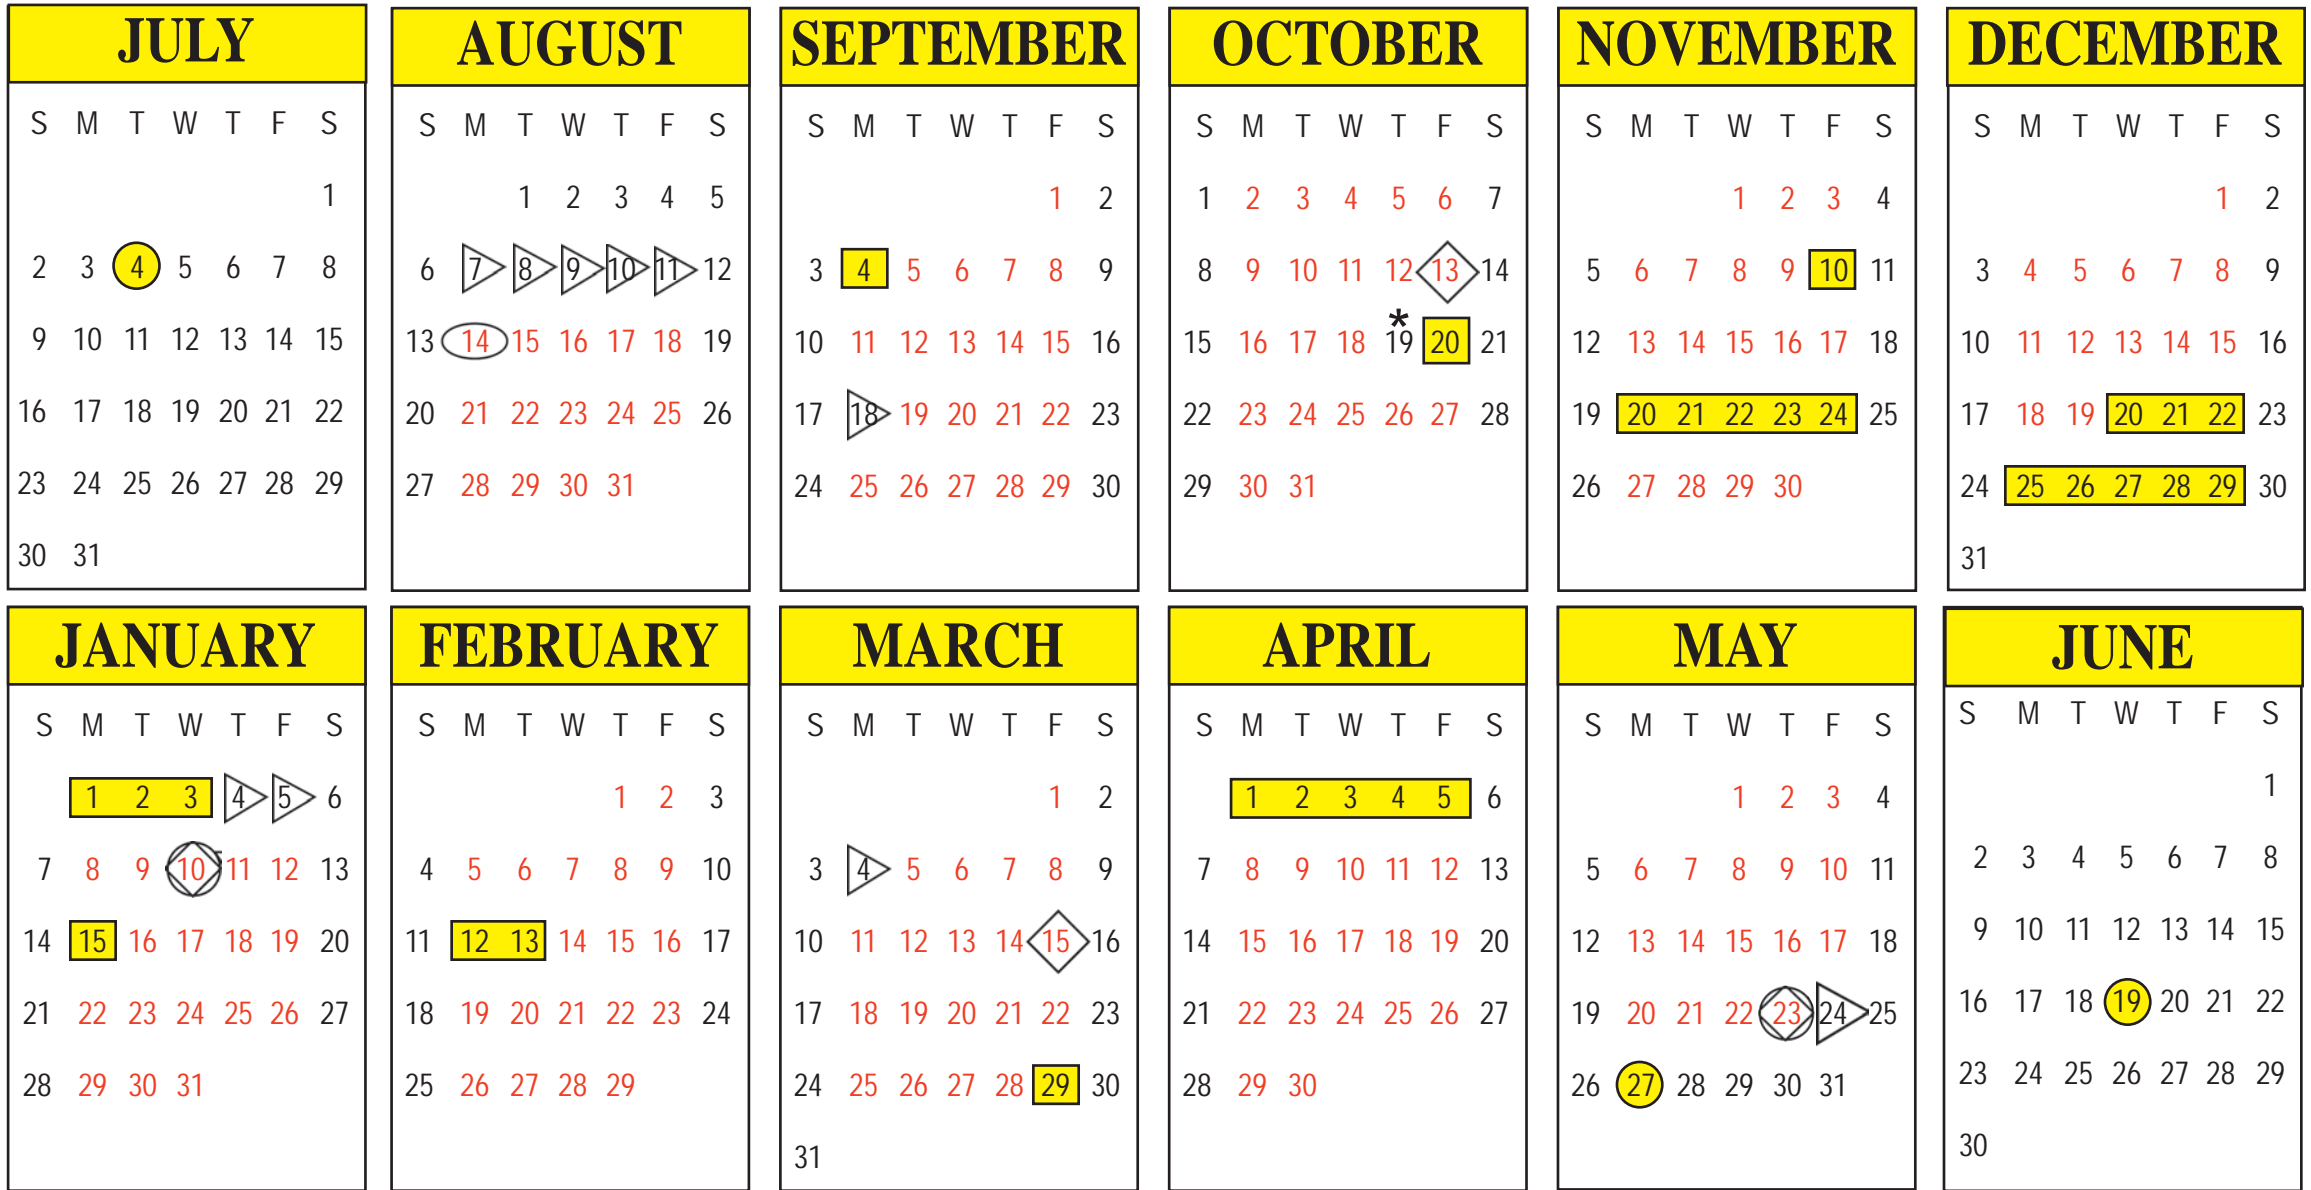 JULY
S M T W T F S
1
2 3 4 5 6 7 8
9 10 11 12 13 14 15
16 17 18 19 20 21 22
23 24 25 26 27 28 29
30 31
AUGUST
S M T W T F S
1 2 3 4 5
6 7 8 9 10 11 12
13 14 15 16 17 18 19
20 21 22 23 24 25 26
27 28 29 30 31
SEPTEMBER
S M T W T F S
1 2
3 4 5 6 7 8 9
10 11 12 13 14 15 16
17 18 19 20 21 22 23
24 25 26 27 28 29 30
OCTOBER
S M T W T F S
1 2 3 4 5 6 7
8 9 10 11 12 13 14
15 16 17 18 *19 20 21
22 23 24 25 26 27 28
29 30 31
NOVEMBER
S M T W T F S
1 2 3 4
5 6 7 8 9 10 11
12 13 14 15 16 17 18
19 20 21 22 23 24 25
26 27 28 29 30
DECEMBER
S M T W T F S
1 2
3 4 5 6 7 8 9
10 11 12 13 14 15 16
17 18 19 20 21 22 23
24 25 26 27 28 29 30
31
JANUARY
S M T W T F S
1 2 3 4 5 6
7 8 9 10 11 12 13
14 15 16 17 18 19 20
21 22 23 24 25 26 27
28 29 30 31
FEBRUARY
S M T W T F S
1 2 3
4 5 6 7 8 9 10
11 12 13 14 15 16 17
18 19 20 21 22 23 24
25 26 27 28 29
MARCH
S M T W T F S
1 2
3 4 5 6 7 8 9
10 11 12 13 14 15 16
17 18 19 20 21 22 23
24 25 26 27 28 29 30
31
APRIL
S M T W T F S
1 2 3 4 5 6
7 8 9 10 11 12 13
14 15 16 17 18 19 20
21 22 23 24 25 26 27
28 29 30
MAY
S M T W T F S
1 2 3 4
5 6 7 8 9 10 11
12 13 14 15 16 17 18
19 20 21 22 23 24 25
26 27 28 29 30 31
JUNE
S M T W T F S
1
2 3 4 5 6 7 8
9 10 11 12 13 14 15
16 17 18 19 20 21 22
23 24 25 26 27 28 29
30